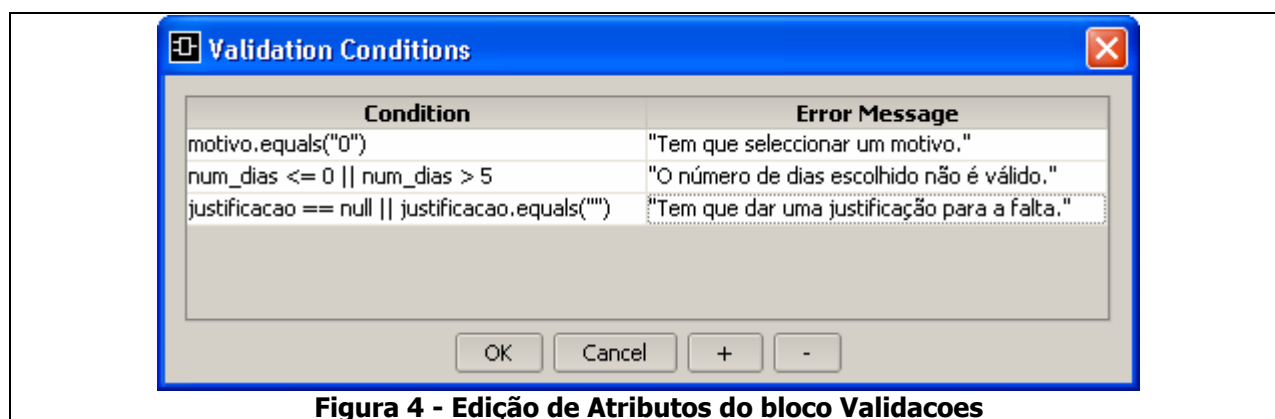 Validation Conditions
Condition Error Message
motivo.equals("0") "Tem que seleccionar um motivo."
num_dias <= 0 || num_dias > 5 "O número de dias escolhido não é válido."
justificacao == null || justificacao.equals("") "Tem que dar uma justificação para a falta."
OK Cancel + -
Figura 4 - Edição de Atributos do bloco Validacoes